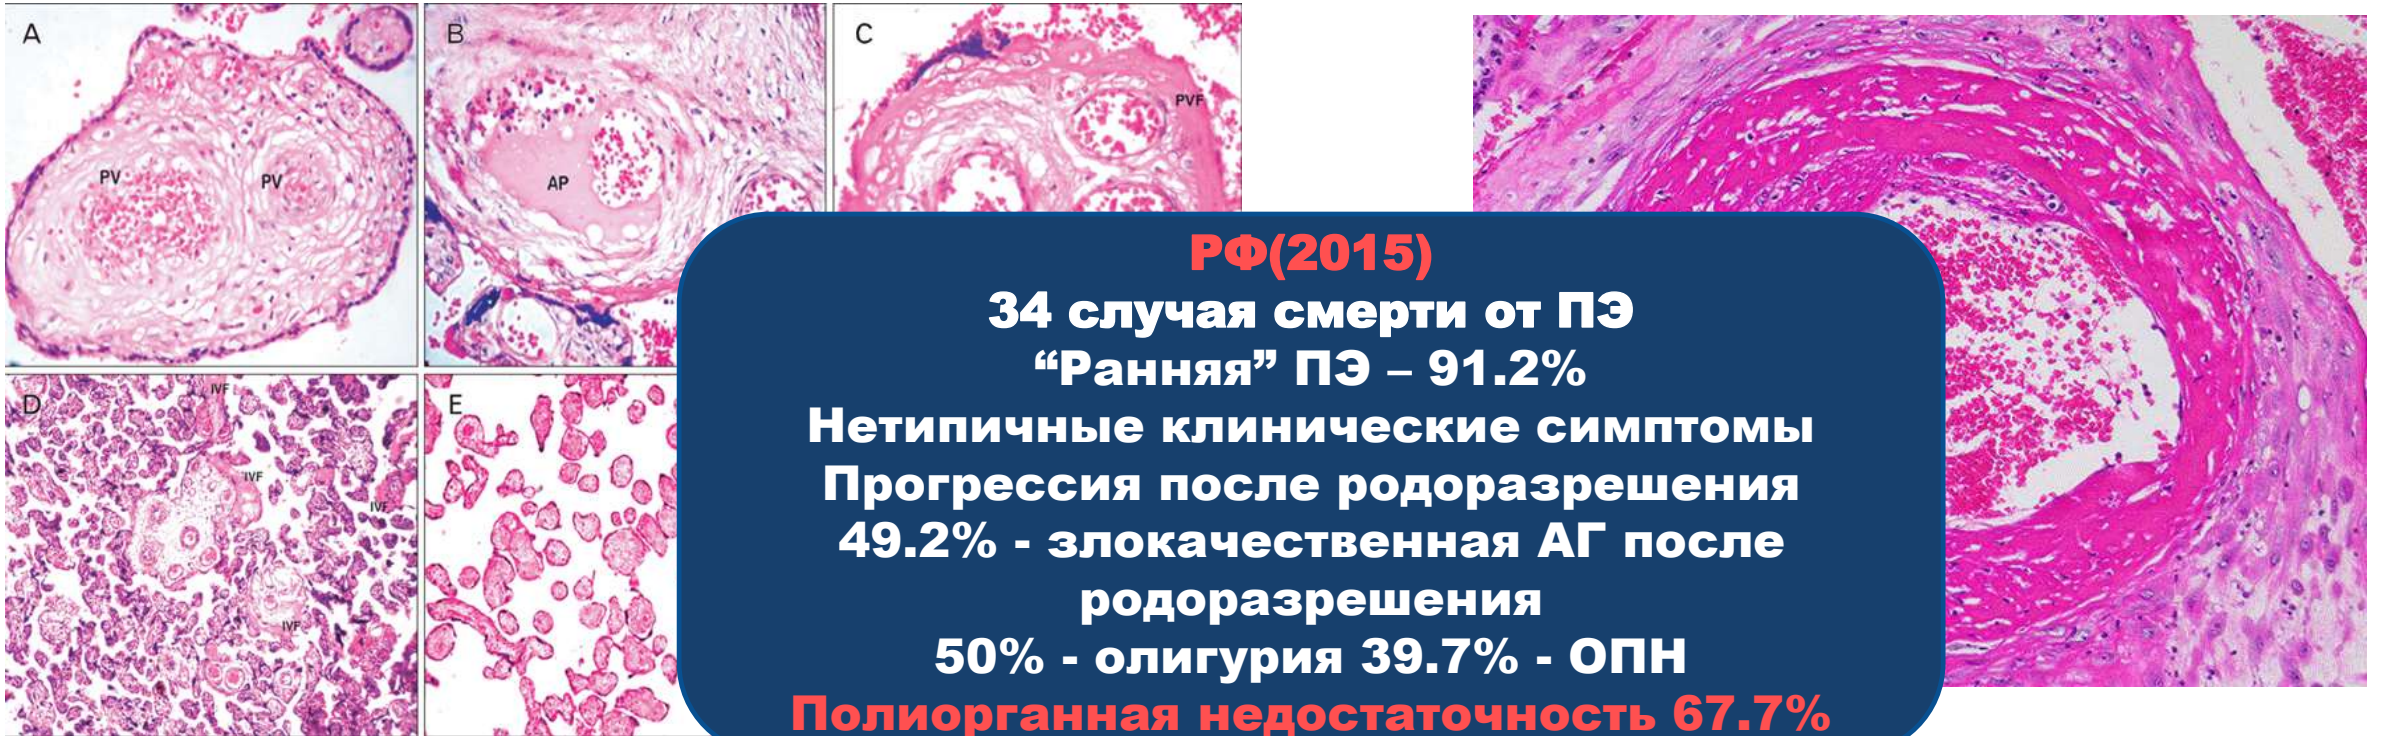 A
B
C
PV
PV
AP
PVF
D
IVF
IVF
IVF
IVF
E
РФ(2015)
34 случая смерти от ПЭ
“Ранняя” ПЭ – 91.2%
Нетипичные клинические симптомы
Прогрессия после родоразрешения
49.2% - злокачественная АГ после
родоразрешения
50% - олигурия 39.7% - ОПН
Полиорганная недостаточность 67.7%